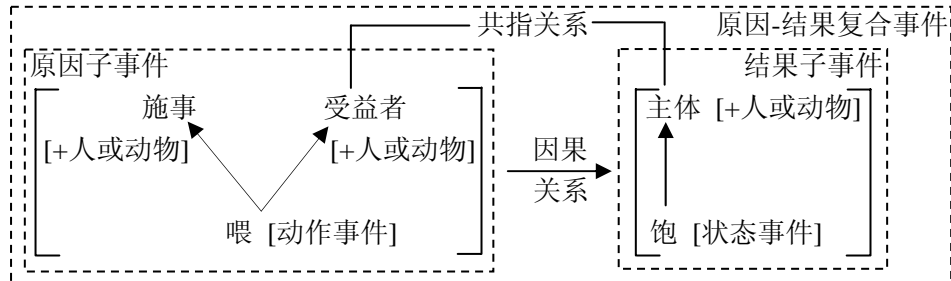 共指关系 原因-结果复合事件
原因子事件 结果子事件
施事 受益者 主体 [+人或动物]
[+人或动物] [+人或动物] 因果
关系
喂 [动作事件] 饱 [状态事件]